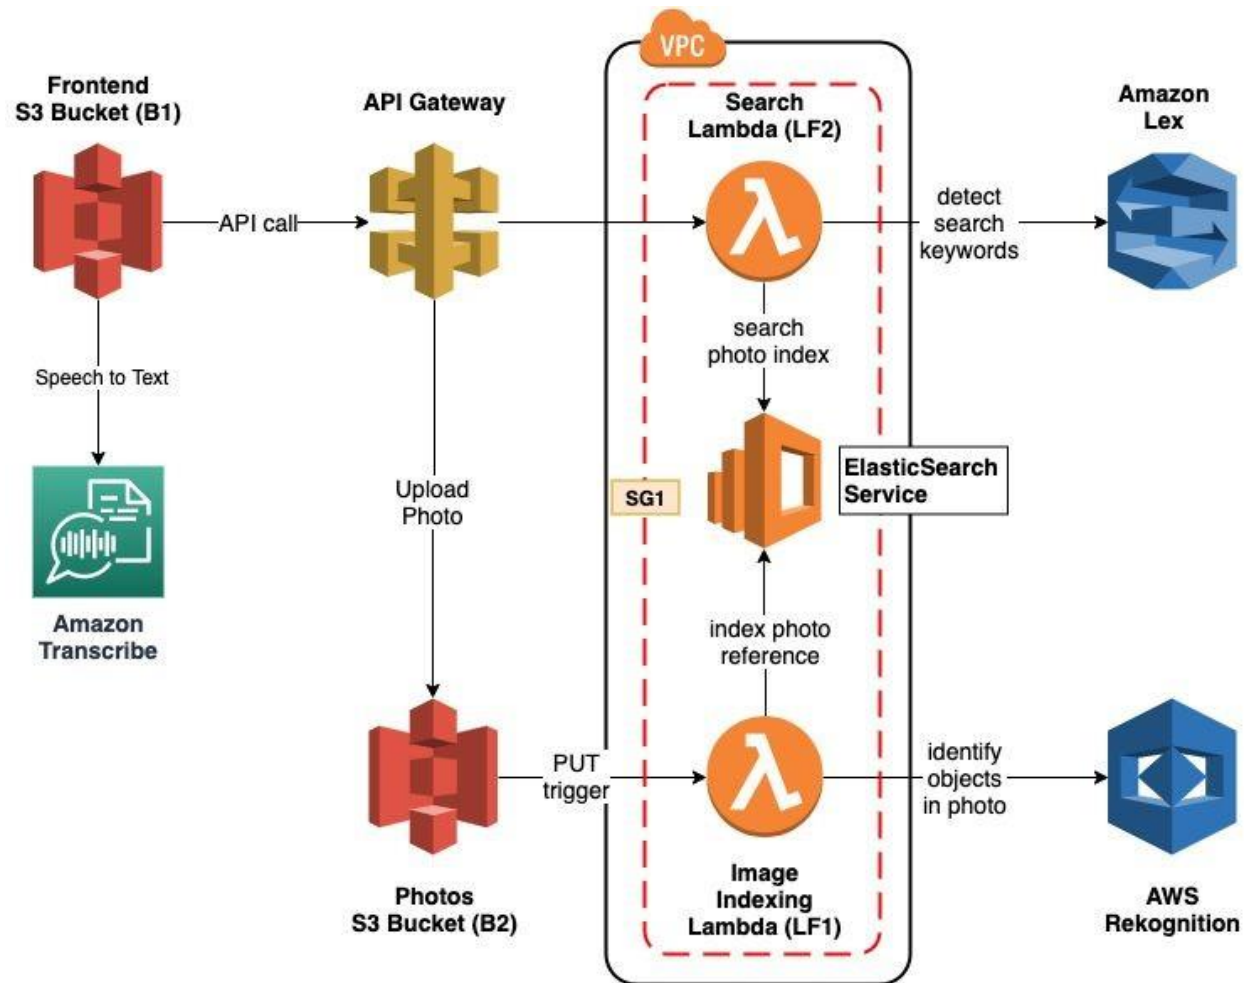 VPC
Frontend
S3 Bucket (B1)
API Gateway
Search
Lambda (LF2)
Amazon
Lex
API call
detect
search
keywords
search
photo index
Speech to Text
Upload
Photo
SG1
ElasticSearch
Service
Amazon
Transcribe
index photo
reference
PUT
trigger
identify
objects
in photo
Photos
S3 Bucket (B2)
Image
Indexing
Lambda (LF1)
AWS
Rekognition